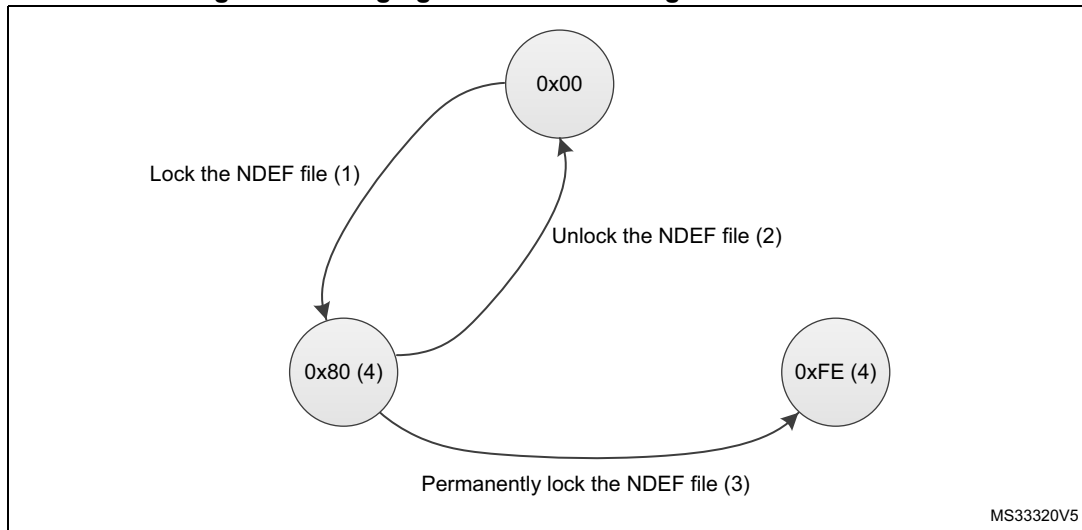 0x00
Lock the NDEF file (1)
Unlock the NDEF file (2)
0x80 (4)
0xFE (4)
Permanently lock the NDEF file (3)
MS33320V5